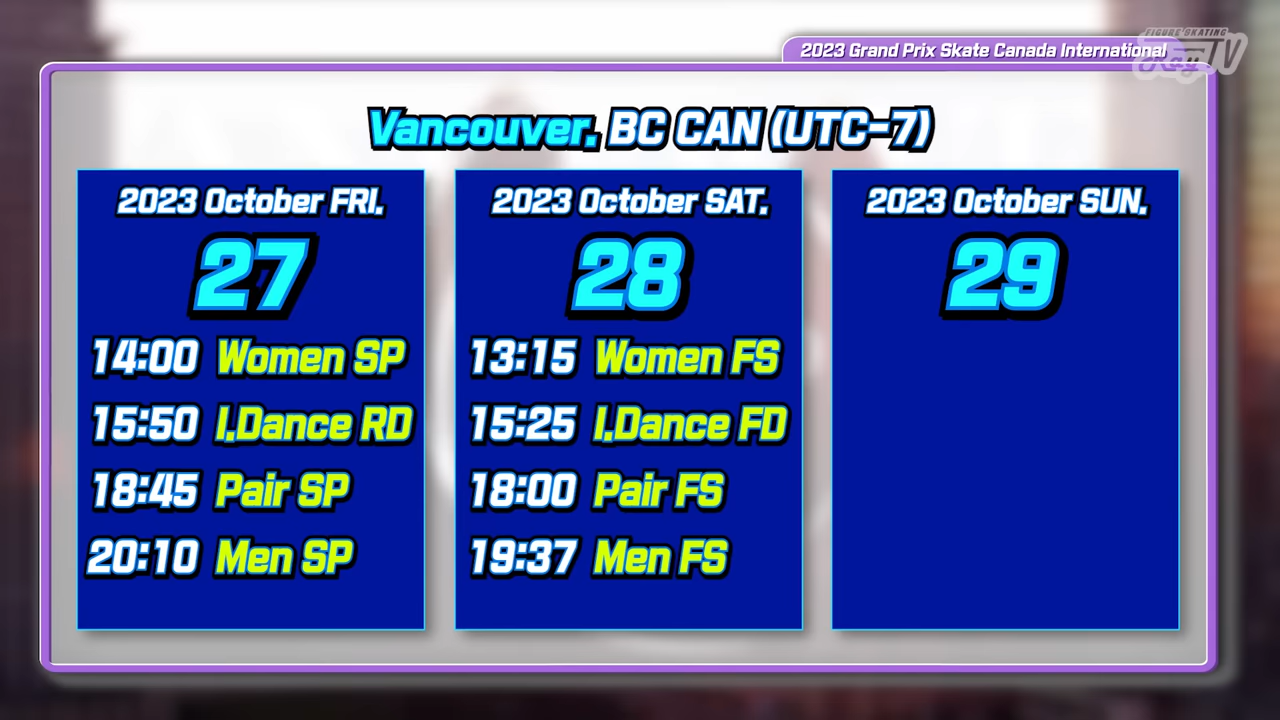 2023 Grand Prix Skate Canada International
FIGURE SKATING
Kay TV
Vancouver. BC CAN (UTC-7)
2023 October FRI.
27
14:00 Women SP
15:50 I.Dance RD
18:45 Pair SP
20:10 Men SP
2023 October SAT.
28
13:15 Women FS
15:25 I.Dance FD
18:00 Pair FS
19:37 Men FS
2023 October SUN.
29